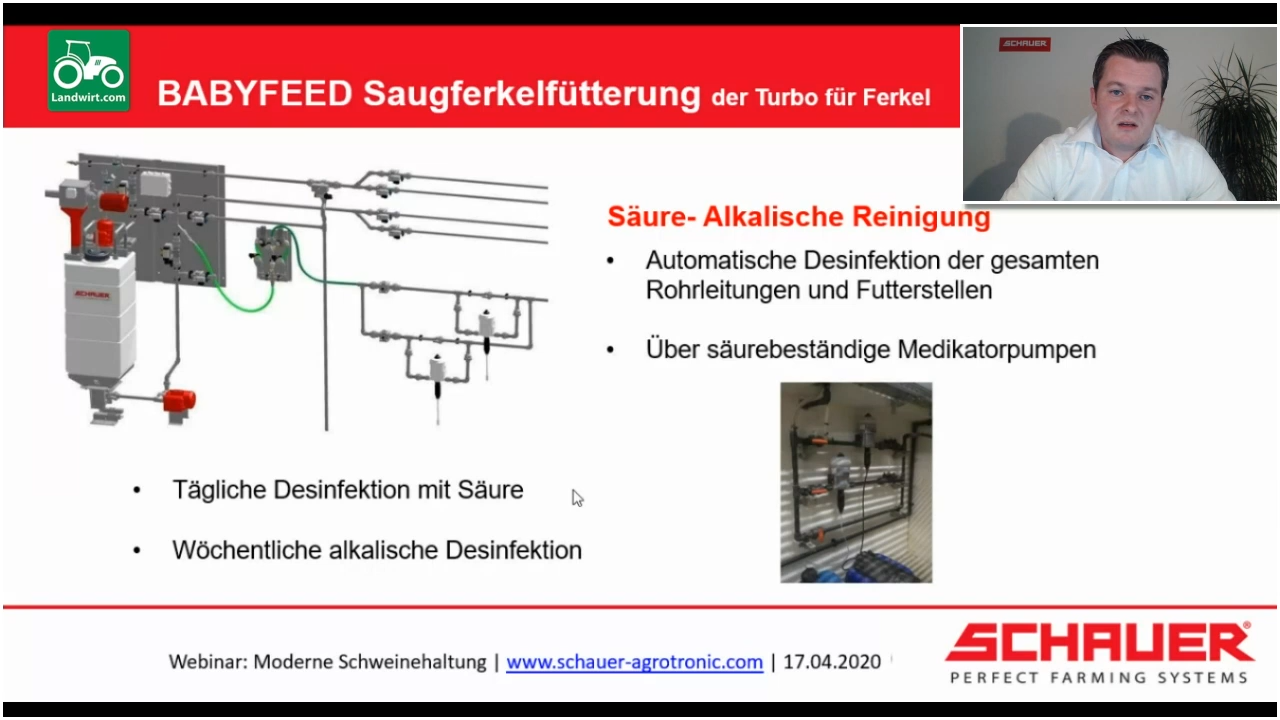 Landwirt.com
BABYFEED Saugferkelfütterung der Turbo für Ferkel
SCHAUER
SCHAUER
Säure- Alkalische Reinigung
• Automatische Desinfektion der gesamten
Rohrleitungen und Futterstellen
• Über säurebeständige Medikatorpumpen
• Tägliche Desinfektion mit Säure
• Wöchentliche alkalische Desinfektion
Webinar: Moderne Schweinehaltung | www.schauer-agrotronic.com | 17.04.2020
SCHAUER®
PERFECT FARMING SYSTEMS